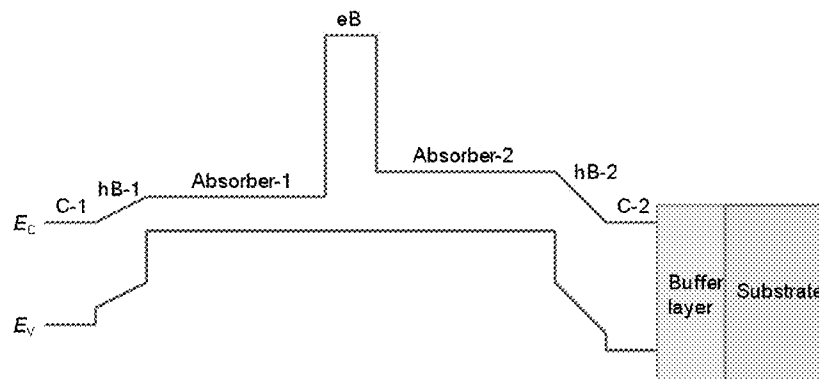 eB
Absorber-2
Absorber-1
hB-1
hB-2
C-1
C-2
E_C
Buffer
layer
Substrate
E_V